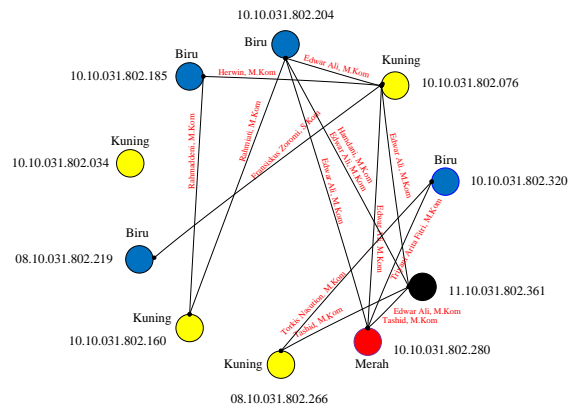 10.10.031.802.204
Biru
Biru
Edwar Ali, M.Kom
Kuning
10.10.031.802.185
Herwin, M.Kom
10.10.031.802.076
Rahmiati, M.Kom
Hamdani, M.Kom
Edwar Ali, M.Kom
Edwar Ali, M.Kom
Fransiskus Zoromi, S.Kom
Rahmaldeni, M.Kom
Kuning
10.10.031.802.034
Biru
10.10.031.802.320
Edwar Ali, M.Kom
Edwar Ali, M.Kom
Triyani Arita Fitri, M.Kom
Biru
08.10.031.802.219
11.10.031.802.361
Torkis Nasution, M.Kom
Tashid, M.Kom
Edwar Ali, M.Kom
Tashid, M.Kom
Kuning
10.10.031.802.160
10.10.031.802.280
Kuning
Merah
08.10.031.802.266